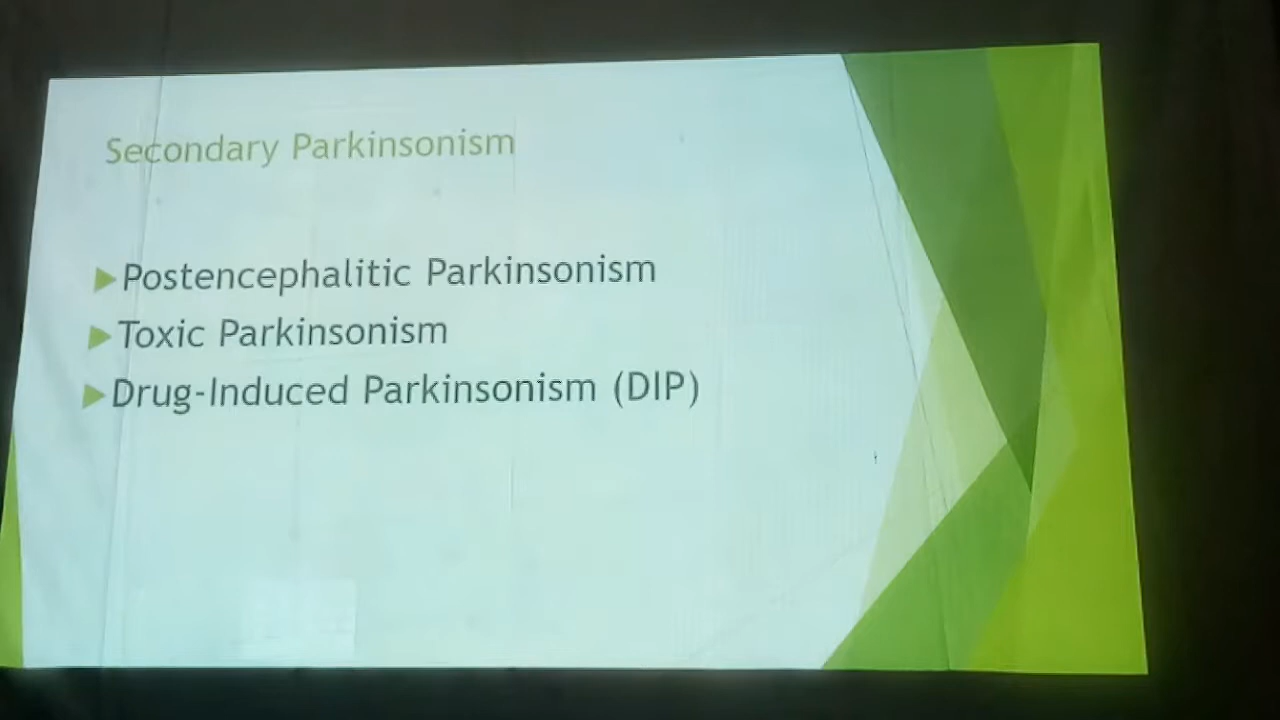 Secondary Parkinsonism
Postencephalitic Parkinsonism
Toxic Parkinsonism
Drug-Induced Parkinsonism (DIP)